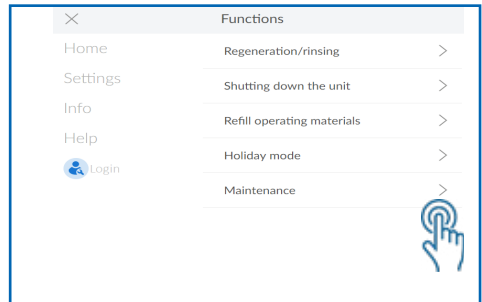 Functions
Home
Settings
Info
Help
Login
Regeneration/rinsing
Shutting down the unit
Refill operating materials
Holiday mode
Maintenance